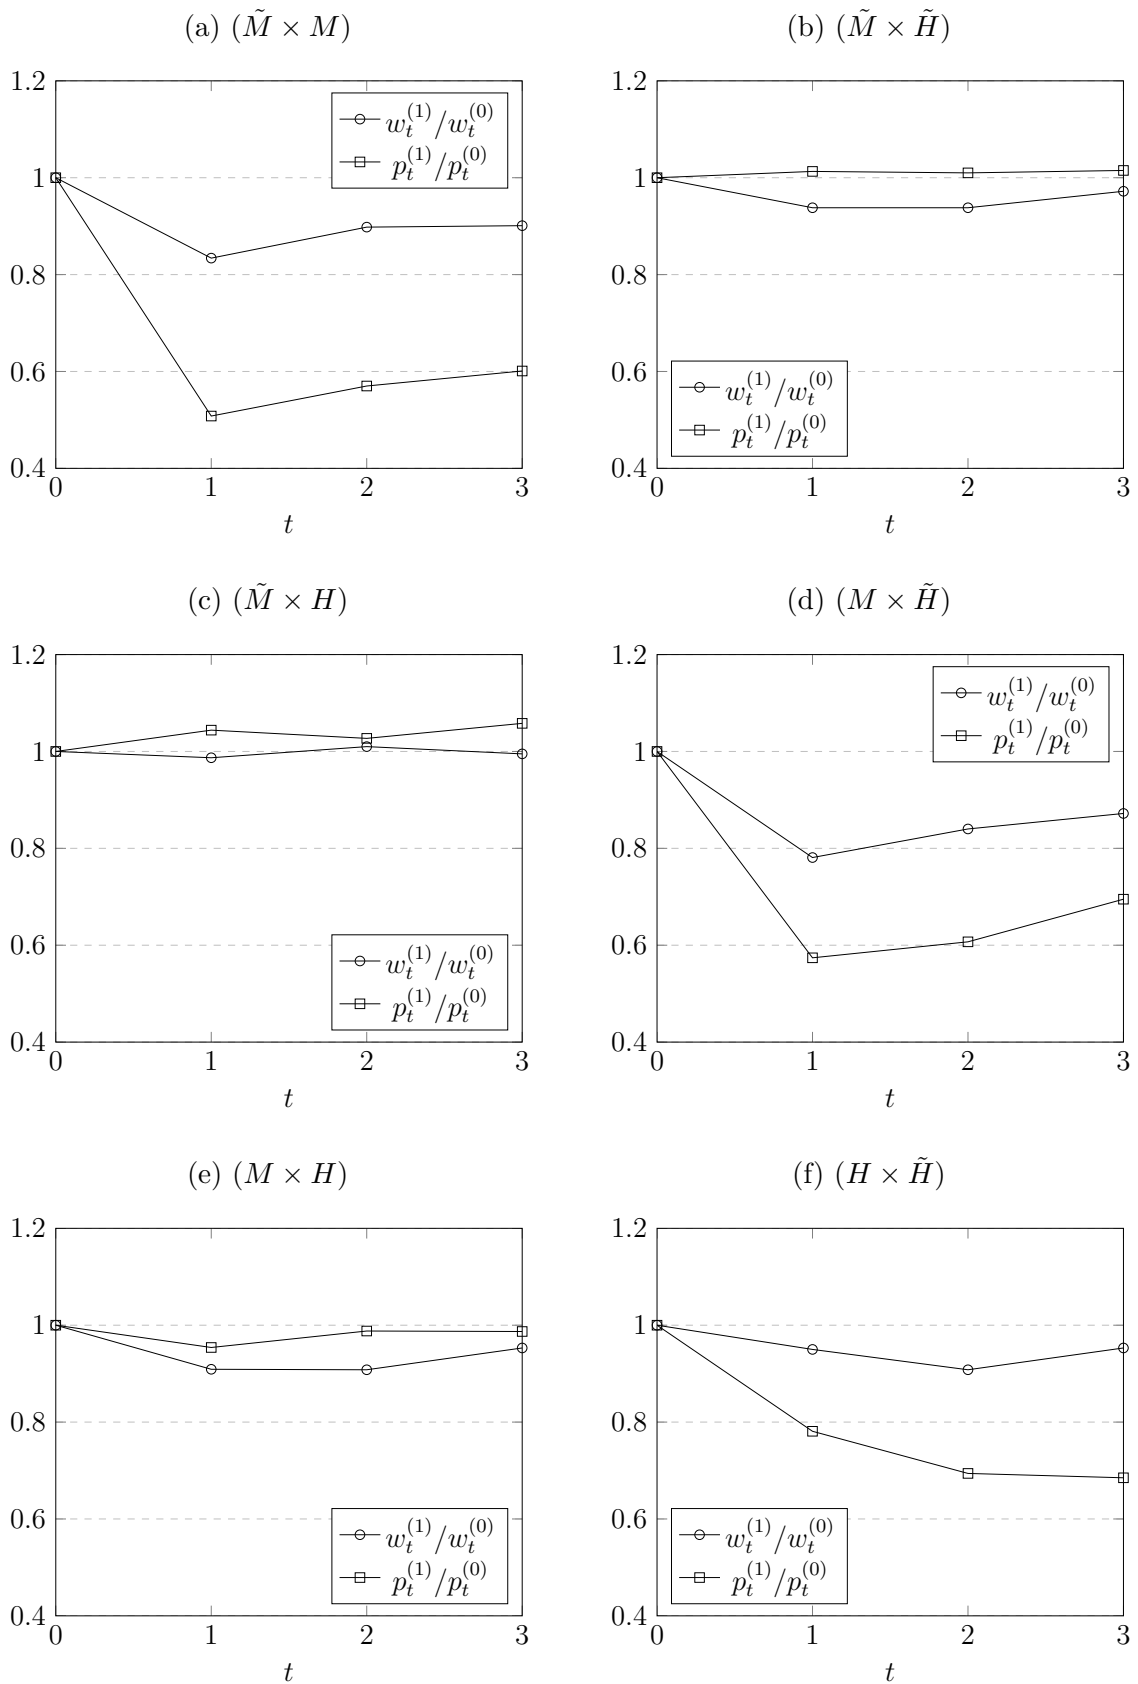 (a) (M̃ × M)
1.2
1
0.8
0.6
0.4
0 1 2 3
t
w_t^{(1)}/w_t^{(0)}
p_t^{(1)}/p_t^{(0)}
(b) (M̃ × H̃)
1.2
1
0.8
0.6
0.4
0 1 2 3
t
w_t^{(1)}/w_t^{(0)}
p_t^{(1)}/p_t^{(0)}
(c) (M̃ × H)
1.2
1
0.8
0.6
0.4
0 1 2 3
t
w_t^{(1)}/w_t^{(0)}
p_t^{(1)}/p_t^{(0)}
(d) (M × H̃)
1.2
1
0.8
0.6
0.4
0 1 2 3
t
w_t^{(1)}/w_t^{(0)}
p_t^{(1)}/p_t^{(0)}
(e) (M × H)
1.2
1
0.8
0.6
0.4
0 1 2 3
t
w_t^{(1)}/w_t^{(0)}
p_t^{(1)}/p_t^{(0)}
(f) (H × H̃)
1.2
1
0.8
0.6
0.4
0 1 2 3
t
w_t^{(1)}/w_t^{(0)}
p_t^{(1)}/p_t^{(0)}